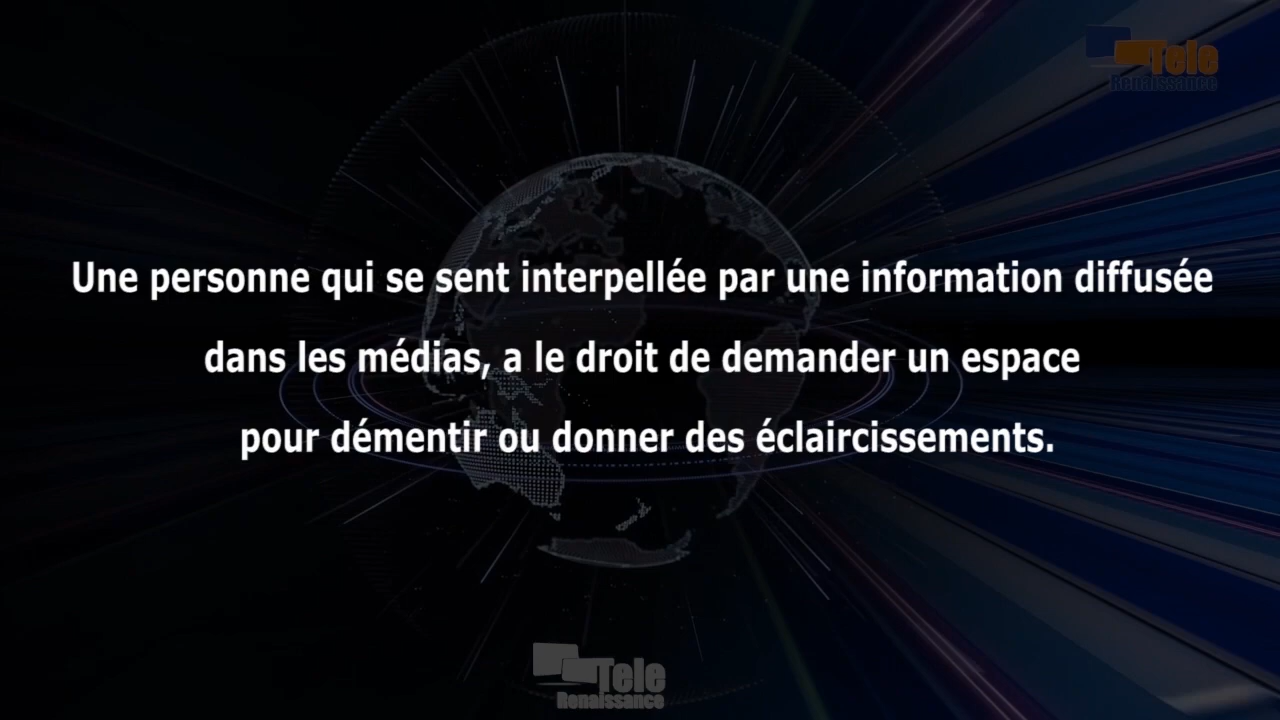 Tele
Renaissance
Une personne qui se sent interpellée par une information diffusée
dans les médias, a le droit de demander un espace
pour démentir ou donner des éclaircissements.
Tele
Renaissance